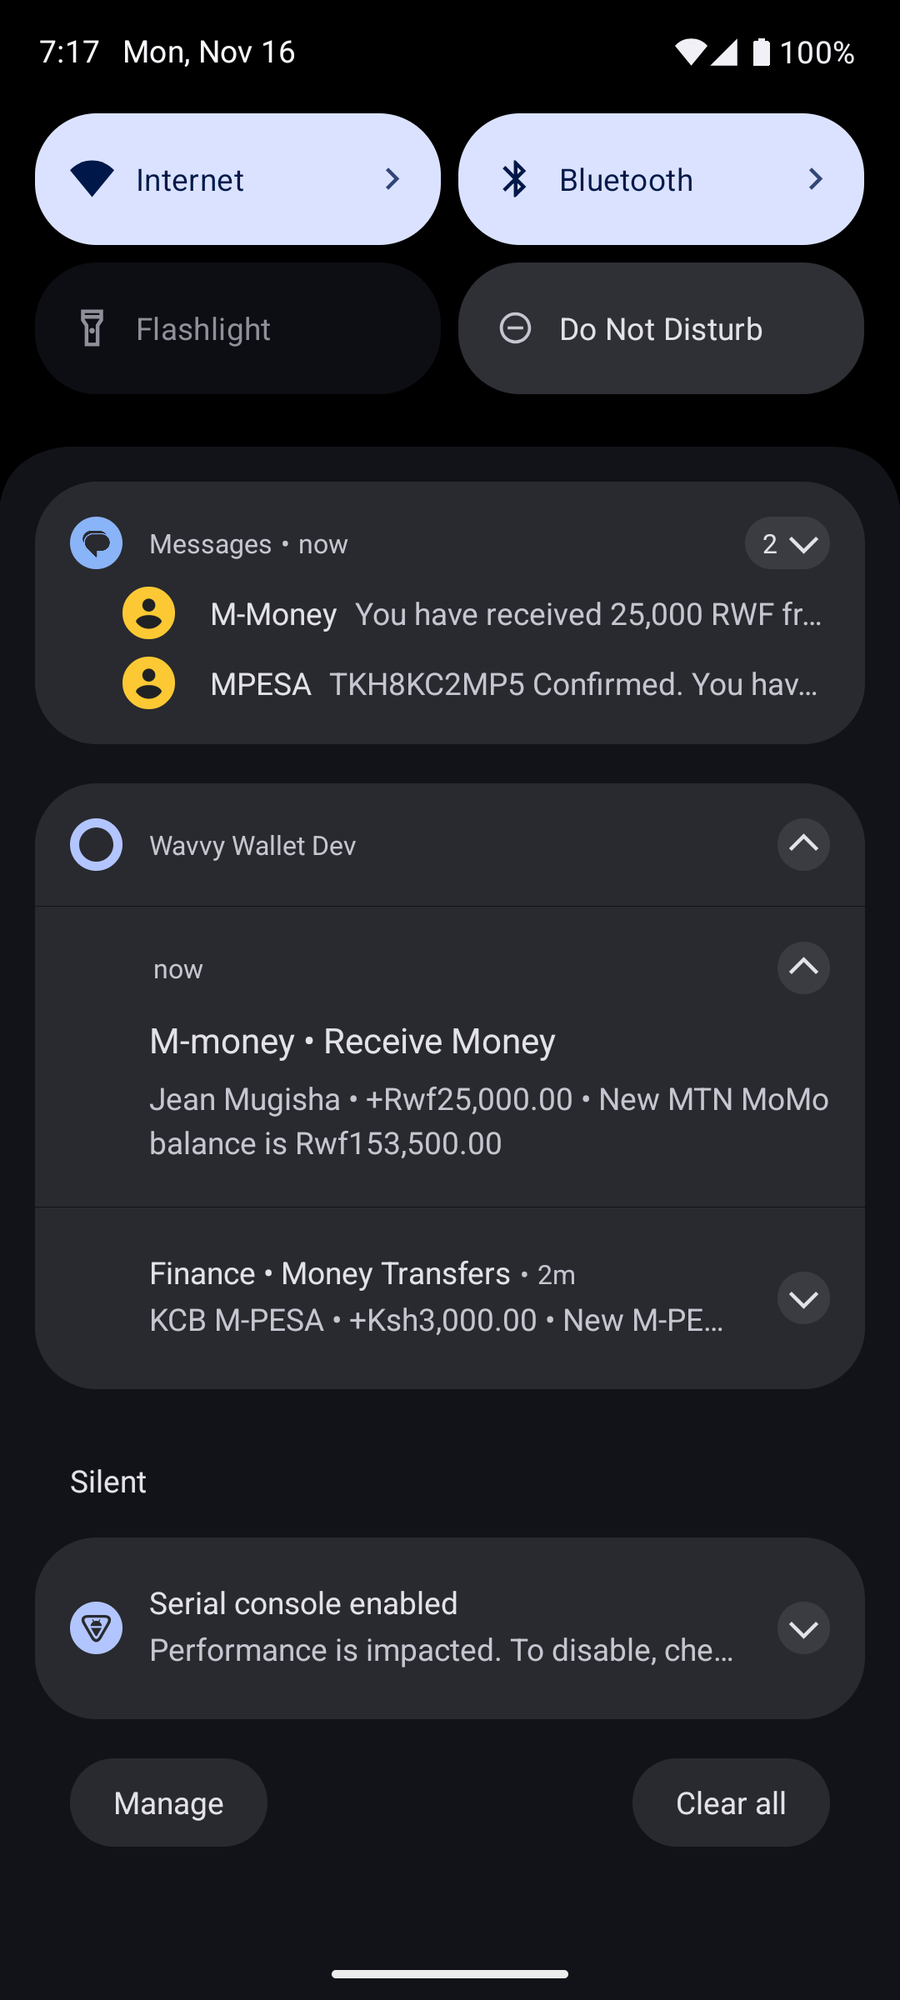 7:17 Mon, Nov 16 100%
Internet
Bluetooth
Flashlight
Do Not Disturb
Messages • now 2
M-Money You have received 25,000 RWF fr…
MPESA TKH8KC2MP5 Confirmed. You hav…
Wavvy Wallet Dev
now
M-money • Receive Money
Jean Mugisha • +Rwf25,000.00 • New MTN MoMo
balance is Rwf153,500.00
Finance • Money Transfers • 2m
KCB M-PESA • +Ksh3,000.00 • New M-PE…
Silent
Serial console enabled
Performance is impacted. To disable, che…
Manage
Clear all